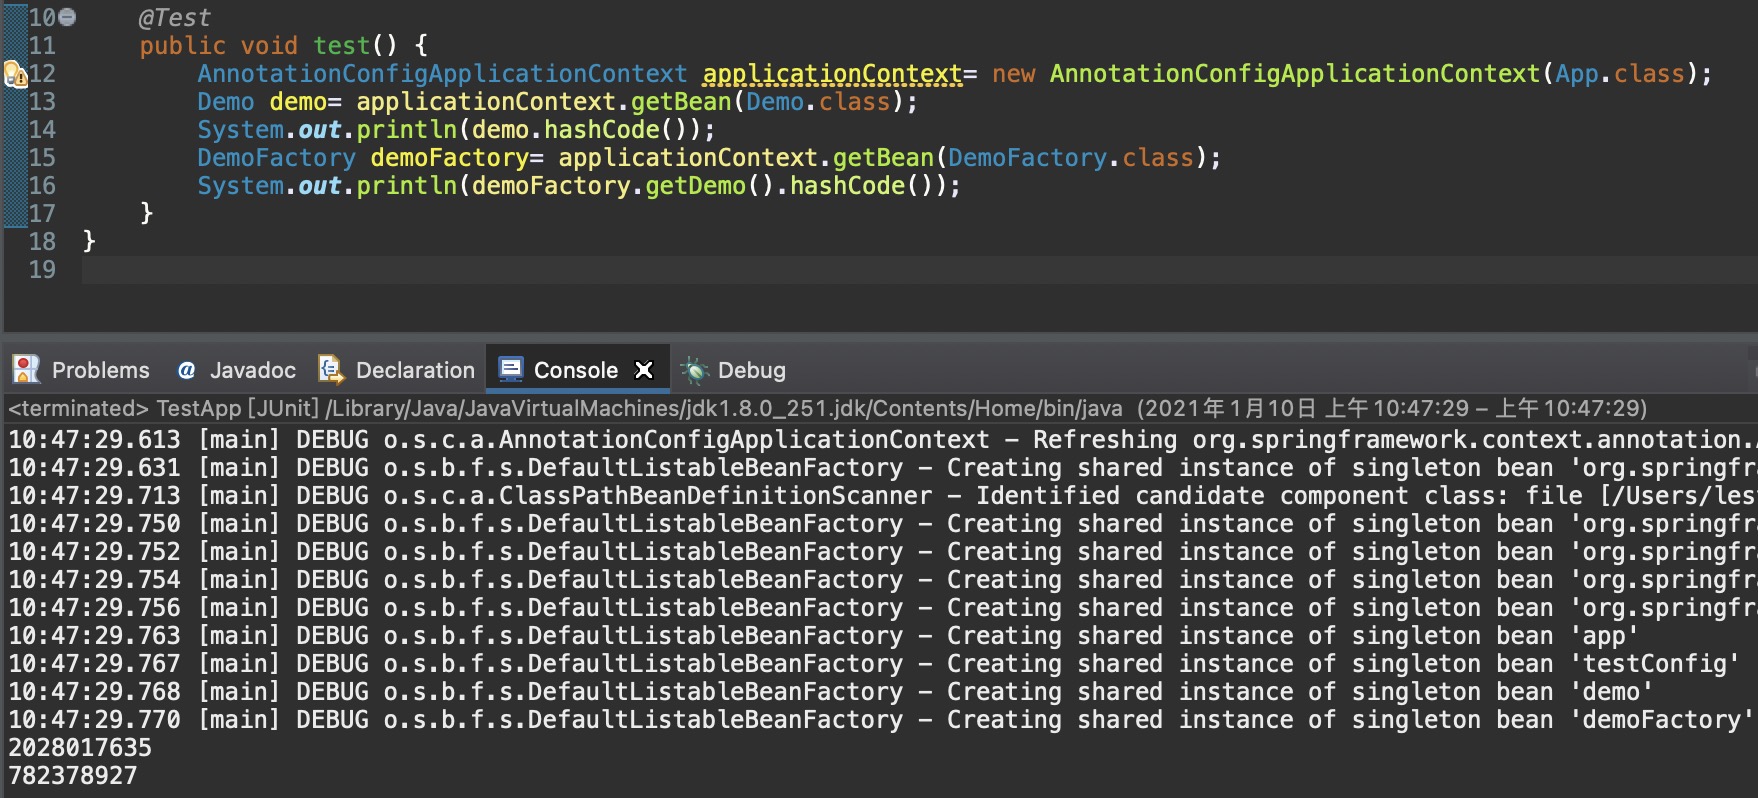 10 @Test
11 public void test() {
12 AnnotationConfigApplicationContext applicationContext= new AnnotationConfigApplicationContext(App.class);
13 Demo demo= applicationContext.getBean(Demo.class);
14 System.out.println(demo.hashCode());
15 DemoFactory demoFactory= applicationContext.getBean(DemoFactory.class);
16 System.out.println(demoFactory.getDemo().hashCode());
17 }
18 }
19
Problems @ Javadoc Declaration Console Debug
<terminated> TestApp [JUnit] /Library/Java/JavaVirtualMachines/jdk1.8.0_251.jdk/Contents/Home/bin/java (2021年1月10日 上午10:47:29 – 上午10:47:29)
10:47:29.613 [main] DEBUG o.s.c.a.AnnotationConfigApplicationContext - Refreshing org.springframework.context.annotation.
10:47:29.631 [main] DEBUG o.s.b.f.s.DefaultListableBeanFactory - Creating shared instance of singleton bean 'org.springfr
10:47:29.713 [main] DEBUG o.s.c.a.ClassPathBeanDefinitionScanner - Identified candidate component class: file [/Users/les
10:47:29.750 [main] DEBUG o.s.b.f.s.DefaultListableBeanFactory - Creating shared instance of singleton bean 'org.springfr
10:47:29.752 [main] DEBUG o.s.b.f.s.DefaultListableBeanFactory - Creating shared instance of singleton bean 'org.springfr
10:47:29.754 [main] DEBUG o.s.b.f.s.DefaultListableBeanFactory - Creating shared instance of singleton bean 'org.springfr
10:47:29.756 [main] DEBUG o.s.b.f.s.DefaultListableBeanFactory - Creating shared instance of singleton bean 'org.springfr
10:47:29.763 [main] DEBUG o.s.b.f.s.DefaultListableBeanFactory - Creating shared instance of singleton bean 'app'
10:47:29.767 [main] DEBUG o.s.b.f.s.DefaultListableBeanFactory - Creating shared instance of singleton bean 'testConfig'
10:47:29.768 [main] DEBUG o.s.b.f.s.DefaultListableBeanFactory - Creating shared instance of singleton bean 'demo'
10:47:29.770 [main] DEBUG o.s.b.f.s.DefaultListableBeanFactory - Creating shared instance of singleton bean 'demoFactory'
2028017635
782378927